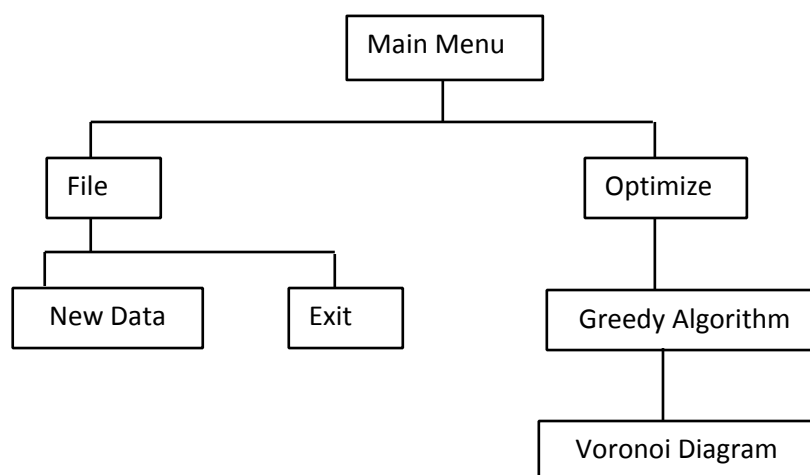 Main Menu
File
Optimize
New Data
Exit
Greedy Algorithm
Voronoi Diagram